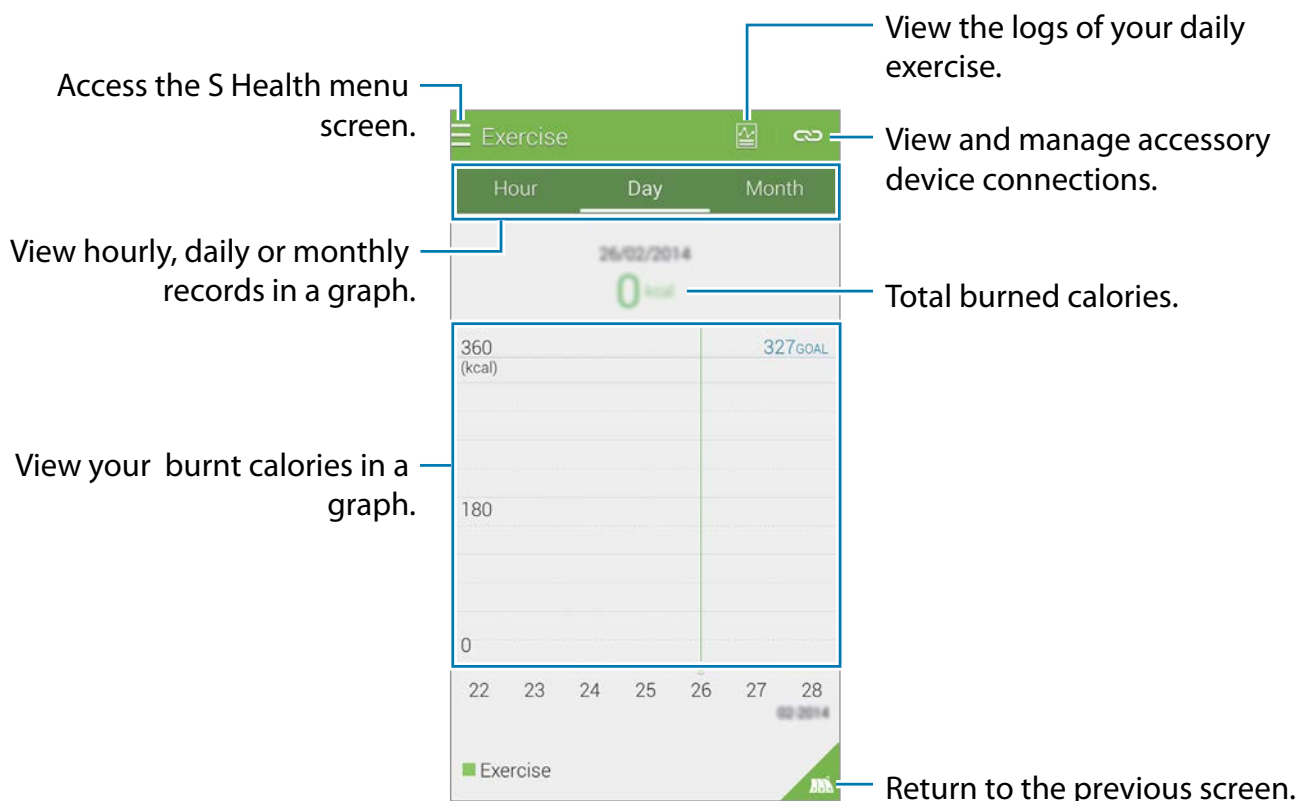 View the logs of your daily
exercise.
Access the S Health menu
screen.
Exercise
View and manage accessory
device connections.
Hour Day Month
View hourly, daily or monthly
records in a graph.
26/02/2014
0 kcal
Total burned calories.
360
(kcal)
327 GOAL
View your burnt calories in a
graph.
180
0
22 23 24 25 26 27 28
02-2014
Exercise
Return to the previous screen.